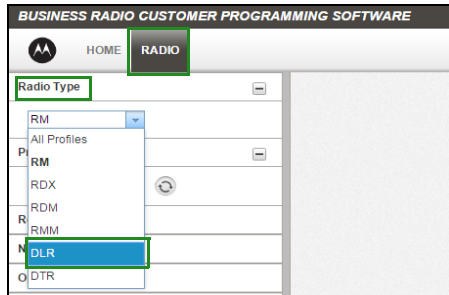 BUSINESS RADIO CUSTOMER PROGRAMMING SOFTWARE
HOME RADIO
Radio Type
RM
All Profiles
RM
RDX
RDM
RMM
DLR
DTR